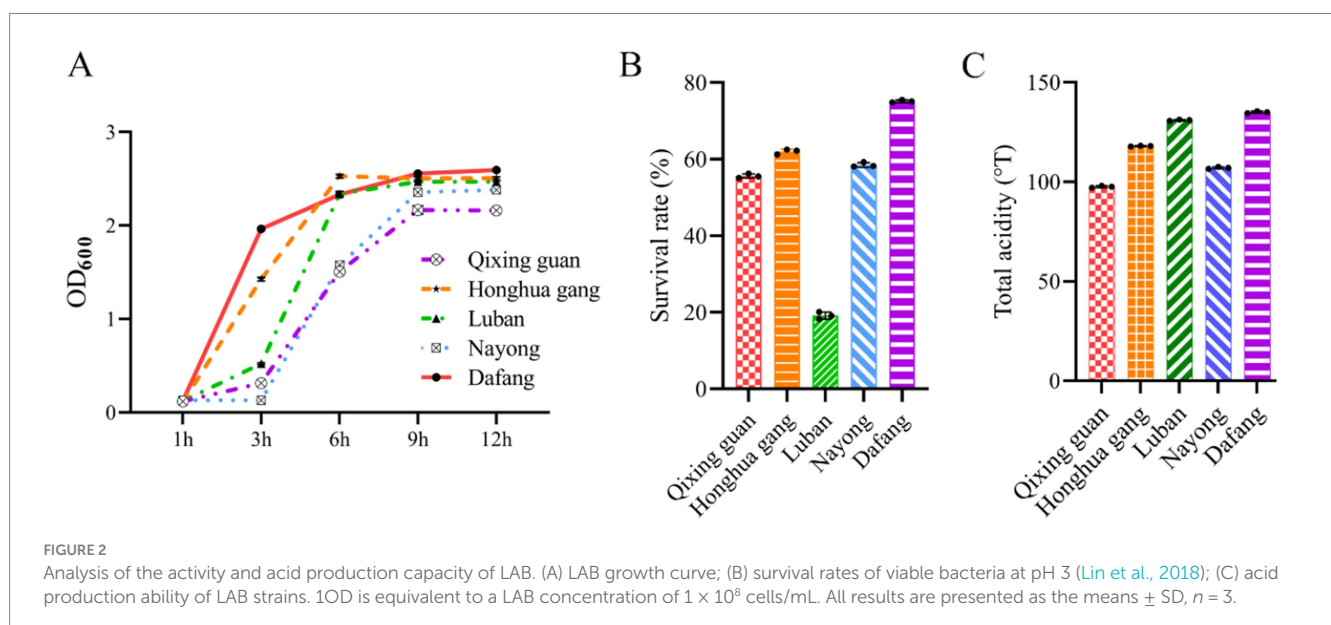 A
OD600
3
2
1
0
1h 3h 6h 9h 12h
Qixing guan
Honghua gang
Luban
Nayong
Dafang
B
Survival rate (%)
80
60
40
20
0
Qixing guan
Honghua gang
Luban
Nayong
Dafang
C
Total acidity (°T)
150
100
50
0
Qixing guan
Honghua gang
Luban
Nayong
Dafang
FIGURE 2
Analysis of the activity and acid production capacity of LAB. (A) LAB growth curve; (B) survival rates of viable bacteria at pH 3 (Lin et al., 2018); (C) acid
production ability of LAB strains. 1OD is equivalent to a LAB concentration of 1 × 10⁸ cells/mL. All results are presented as the means ± SD, n = 3.